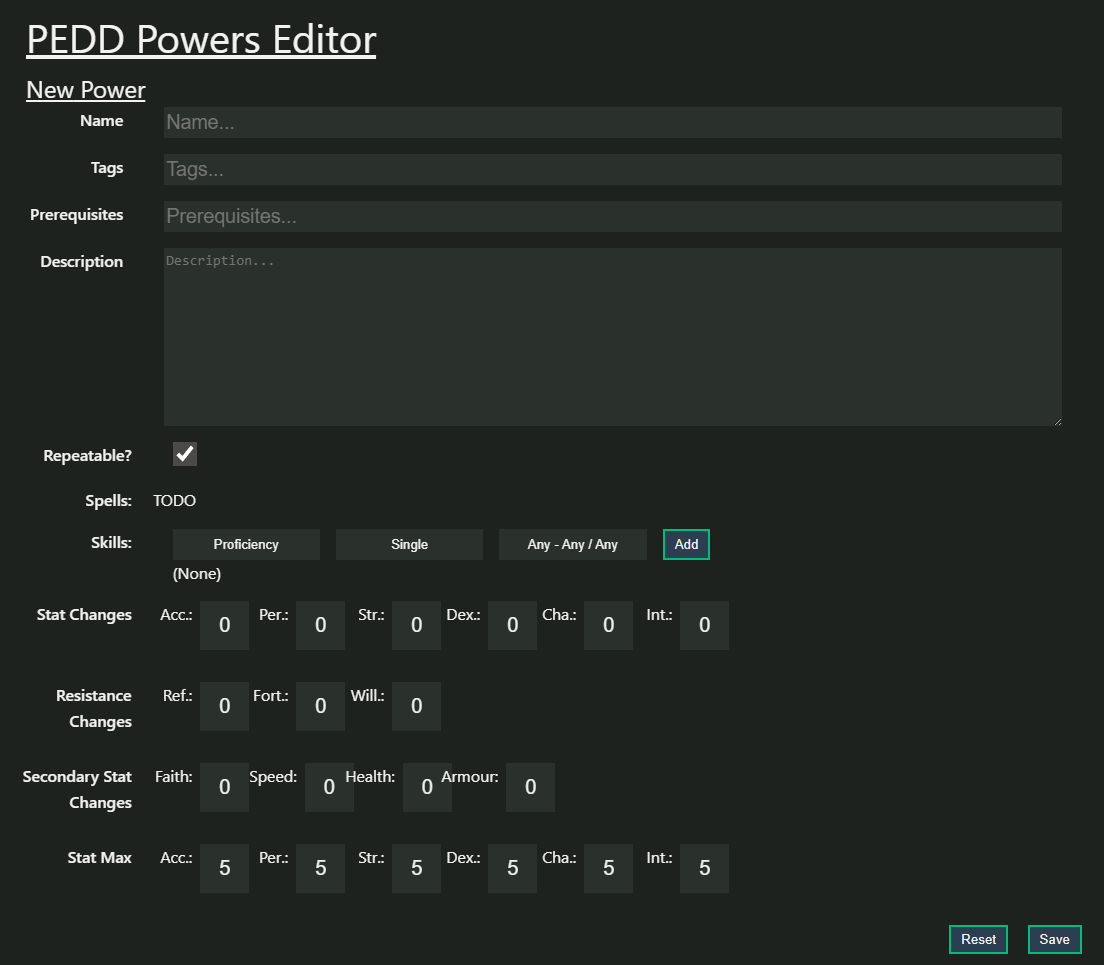 PEDD Powers Editor
New Power
Name Name...
Tags Tags...
Prerequisites Prerequisites...
Description Description...
Repeatable?
Spells: TODO
Skills: Proficiency Single Any - Any / Any Add
(None)
Stat Changes Acc.: 0 Per.: 0 Str.: 0 Dex.: 0 Cha.: 0 Int.: 0
Resistance Changes Ref.: 0 Fort.: 0 Will.: 0
Secondary Stat Changes Faith: 0 Speed: 0 Health: 0 Armour: 0
Stat Max Acc.: 5 Per.: 5 Str.: 5 Dex.: 5 Cha.: 5 Int.: 5
Reset Save